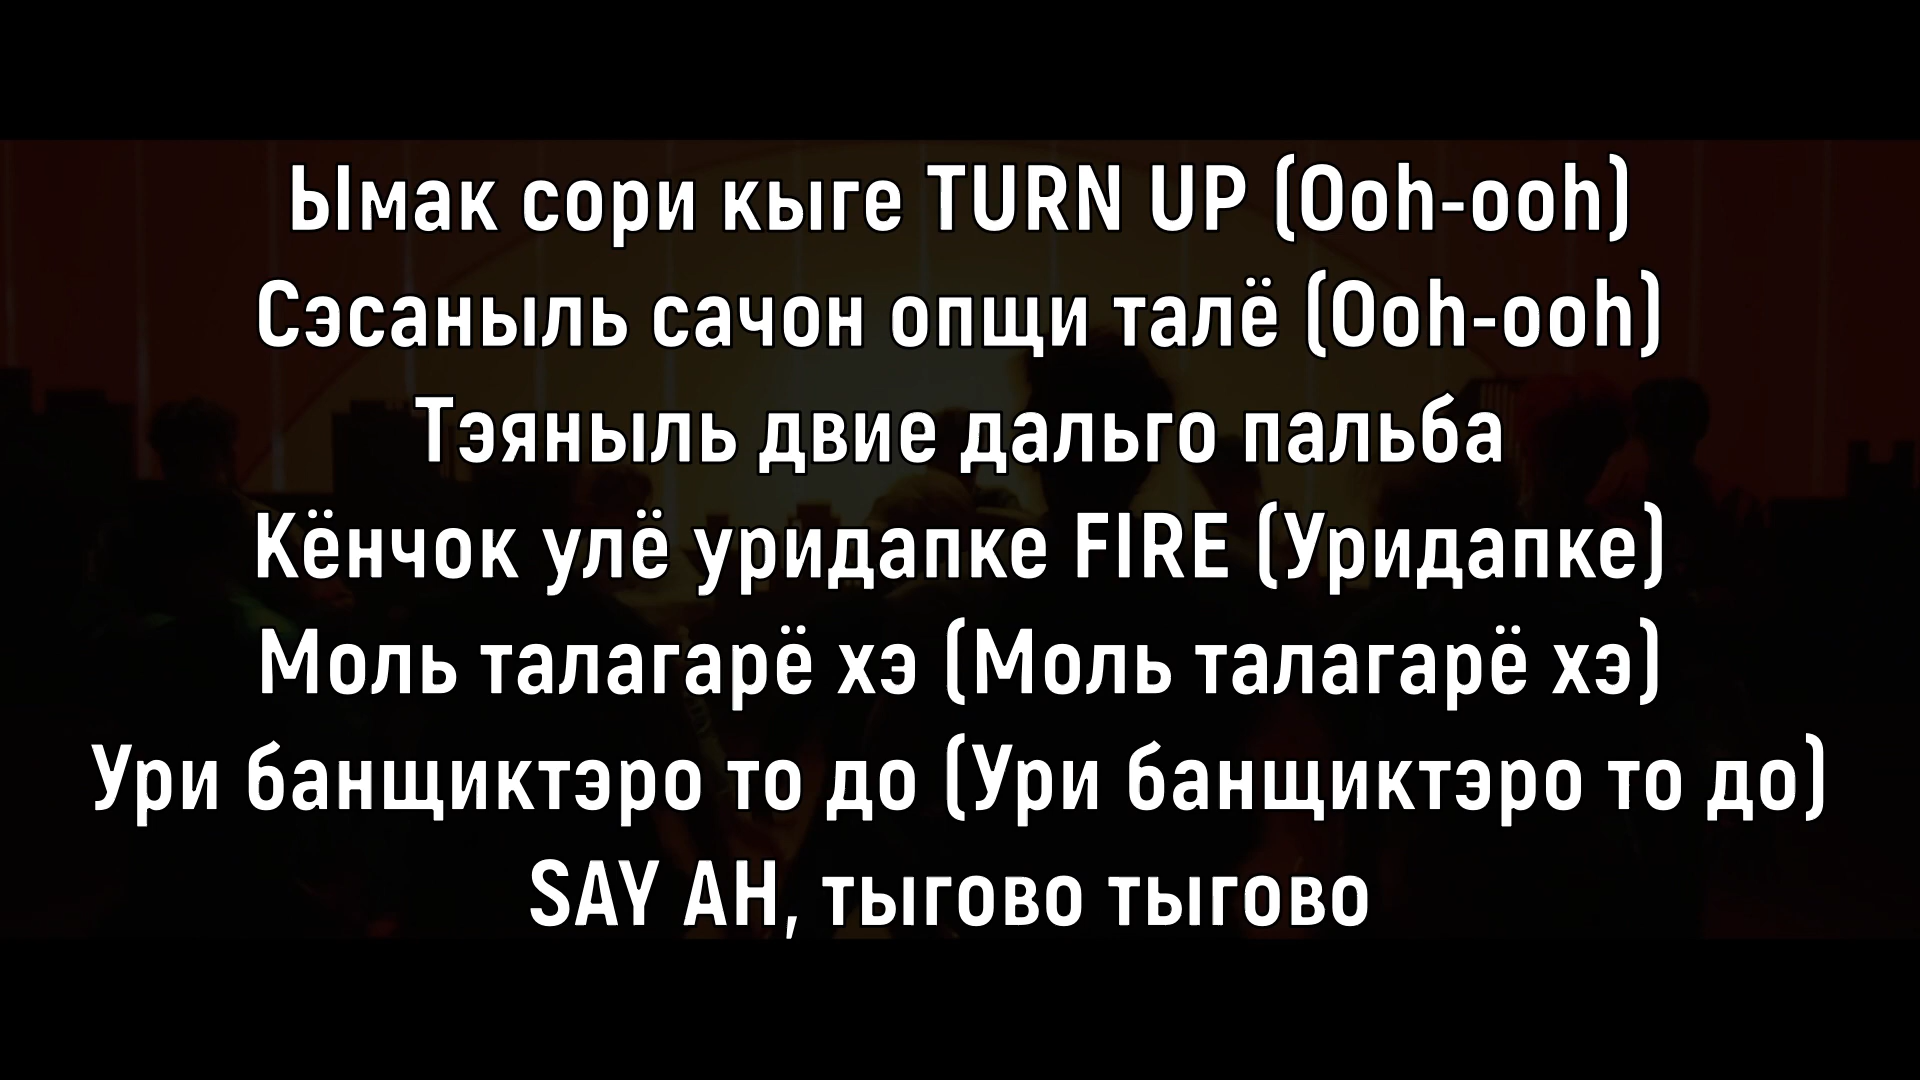 Ымак сори кыге TURN UP (Ooh-ooh)
Сэсаныль сачон опщи талё (Ooh-ooh)
Тэяныль двие дальго пальба
Кёнчок улё уридапке FIRE (Уридапке)
Моль талагарё хэ (Моль талагарё хэ)
Ури банщиктэро то до (Ури банщиктэро то до)
SAY AH, тыгово тыгово